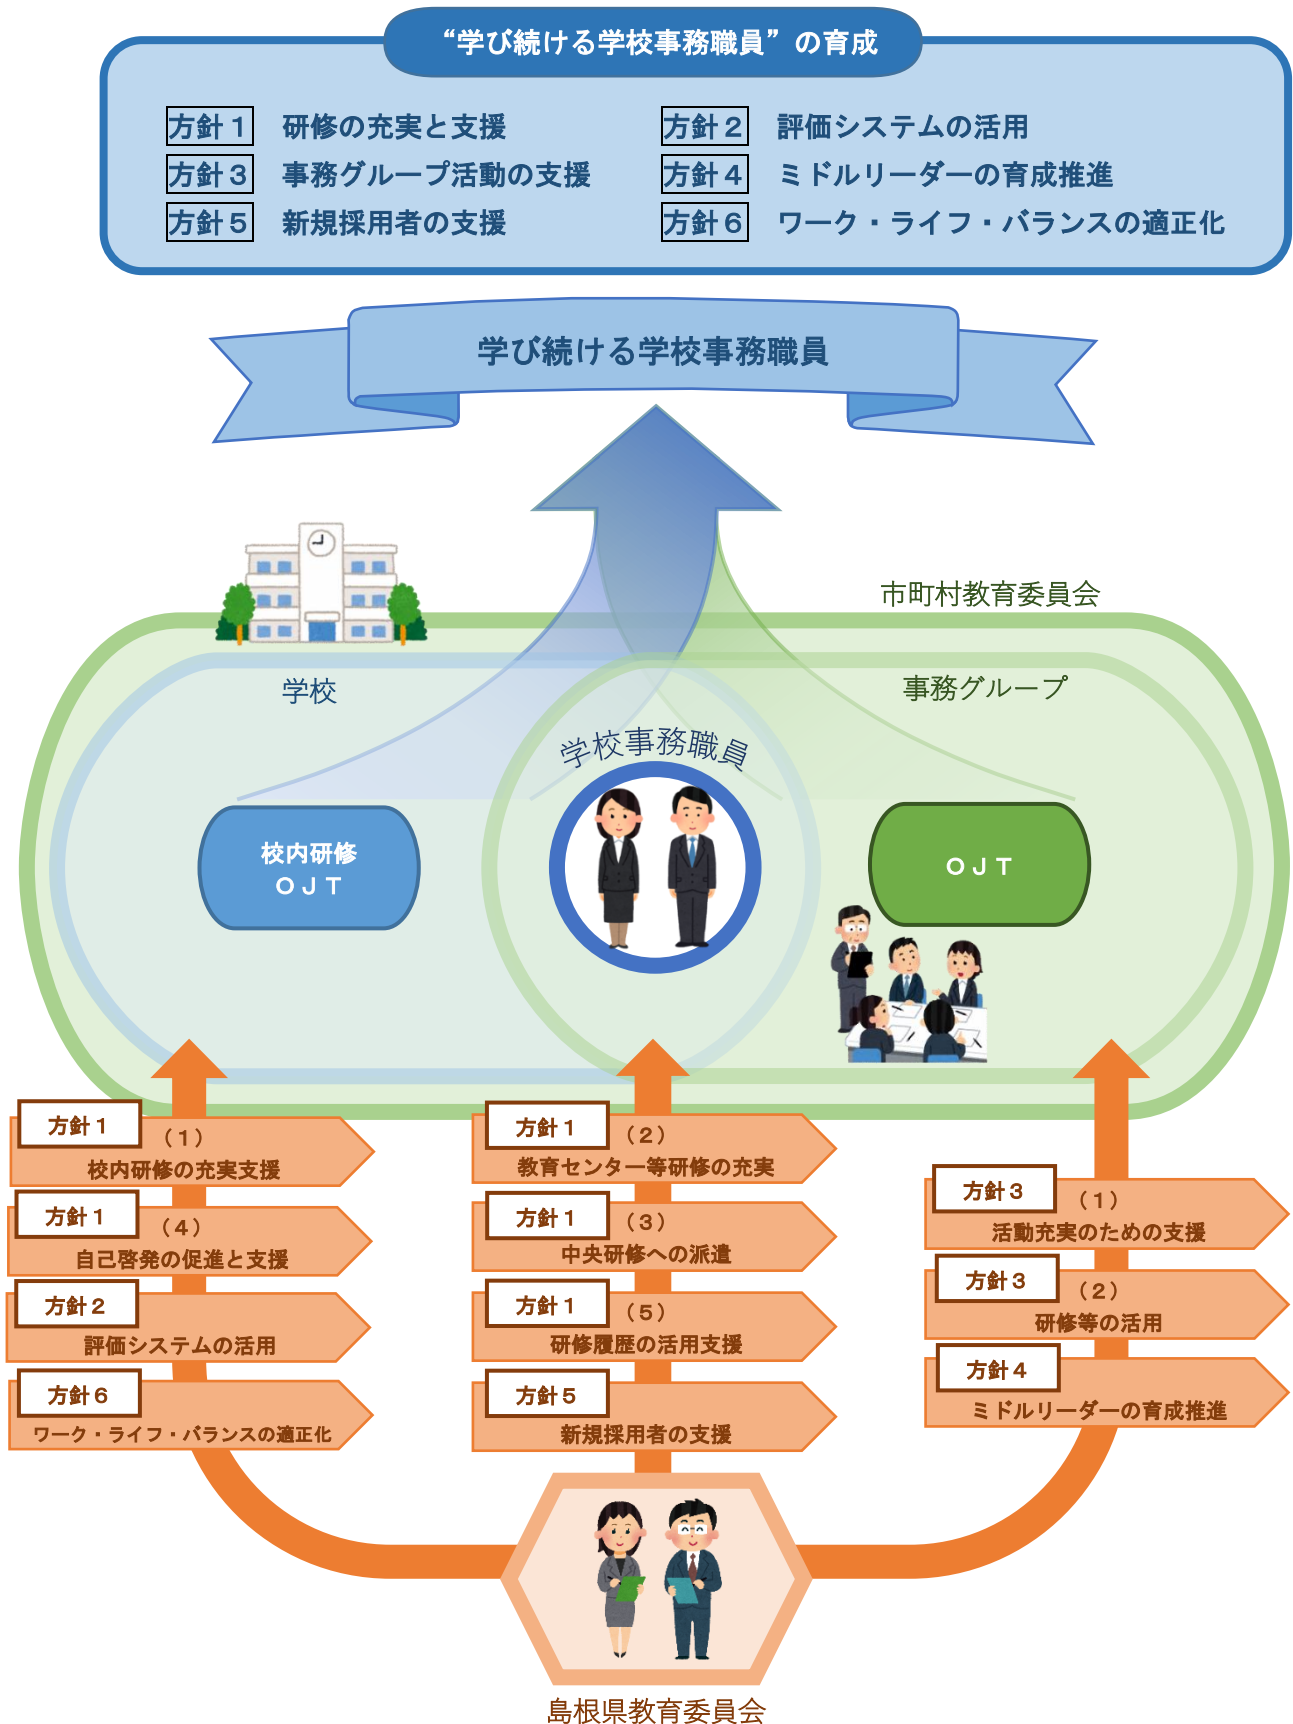 “学び続ける学校事務職員”の育成
方針１　研修の充実と支援
方針２　評価システムの活用
方針３　事務グループ活動の支援
方針４　ミドルリーダーの育成推進
方針５　新規採用者の支援
方針６　ワーク・ライフ・バランスの適正化
学び続ける学校事務職員
市町村教育委員会
学校
事務グループ
学校事務職員
校内研修
ＯＪＴ
ＯＪＴ
方針１
（１）
校内研修の充実支援
方針１
（４）
自己啓発の促進と支援
方針２
評価システムの活用
方針６
ワーク・ライフ・バランスの適正化
方針１
（２）
教育センター等研修の充実
方針１
（３）
中央研修への派遣
方針１
（５）
研修履歴の活用支援
方針５
新規採用者の支援
方針３
（１）
活動充実のための支援
方針３
（２）
研修等の活用
方針４
ミドルリーダーの育成推進
島根県教育委員会